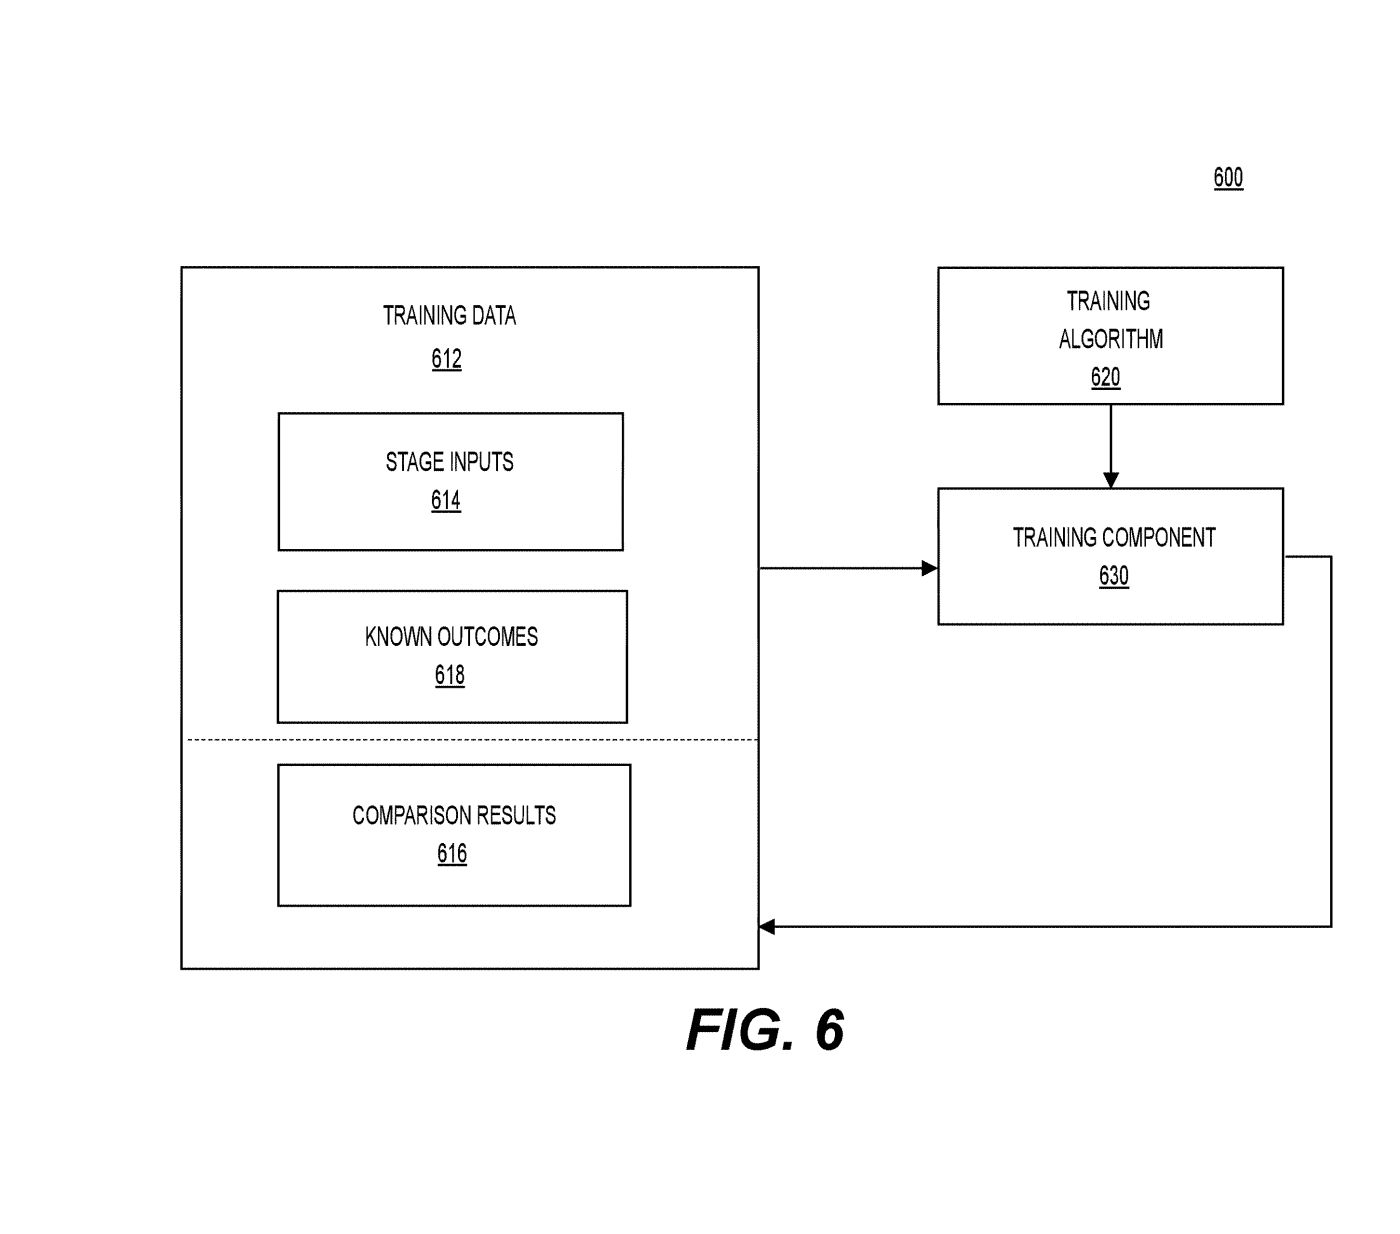 600
TRAINING DATA
612
STAGE INPUTS
614
KNOWN OUTCOMES
618
COMPARISON RESULTS
616
TRAINING
ALGORITHM
620
TRAINING COMPONENT
630
FIG. 6